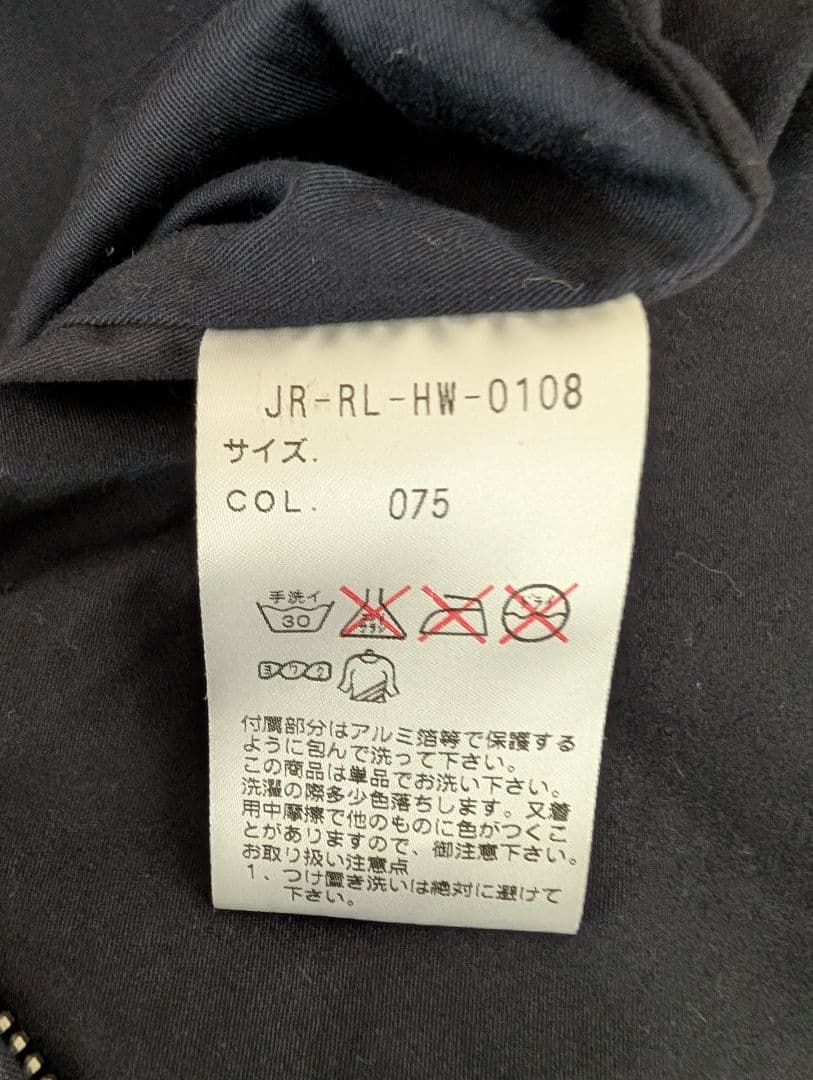 JR-RL-HW-0108
サイズ.
COL. 075
手洗イ
30
ヨワク
付属部分はアルミ箔等で保護する
ように包んで洗って下さい。
この商品は単品でお洗い下さい。
洗濯の際多少色落ちします。又着
用中摩擦で他のものに色がつくこ
とがありますので、御注意下さい。
お取り扱い注意点
1、つけ置き洗いは絶対に避けて
下さい。